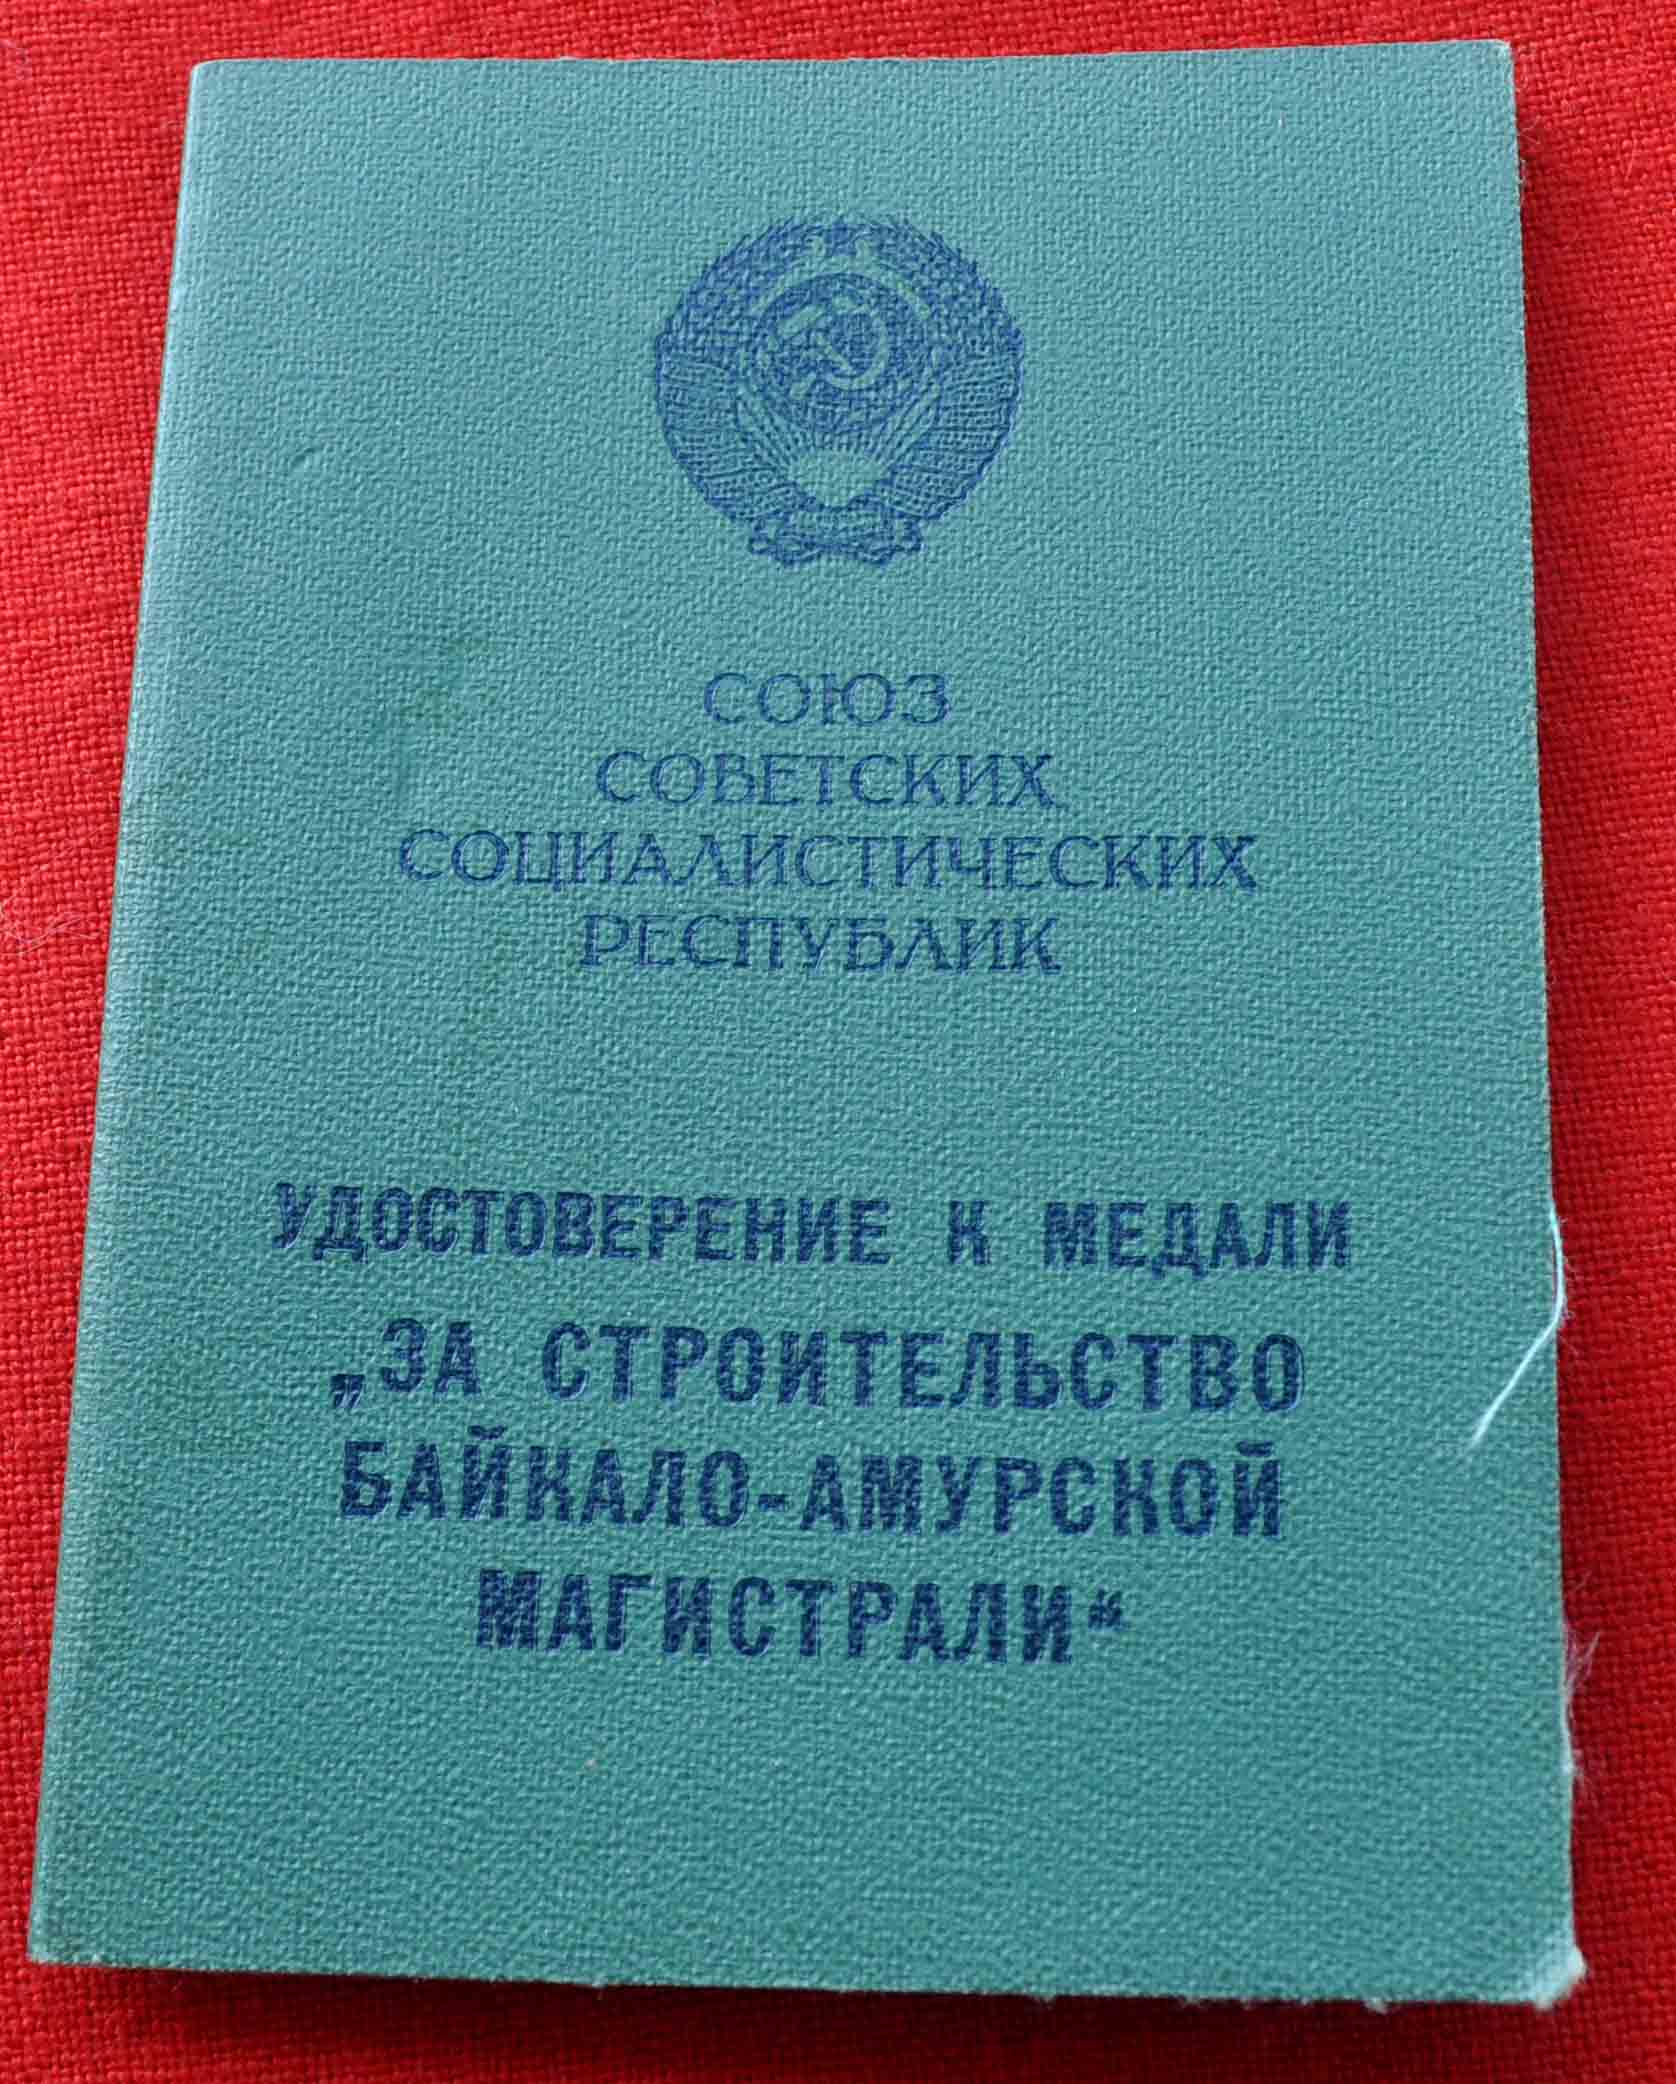 СОЮЗ
СОВЕТСКИХ
СОЦИАЛИСТИЧЕСКИХ
РЕСПУБЛИК
УДОСТОВЕРЕНИЕ К МЕДАЛИ
„ЗА СТРОИТЕЛЬСТВО
БАЙКАЛО-АМУРСКОЙ
МАГИСТРАЛИ“